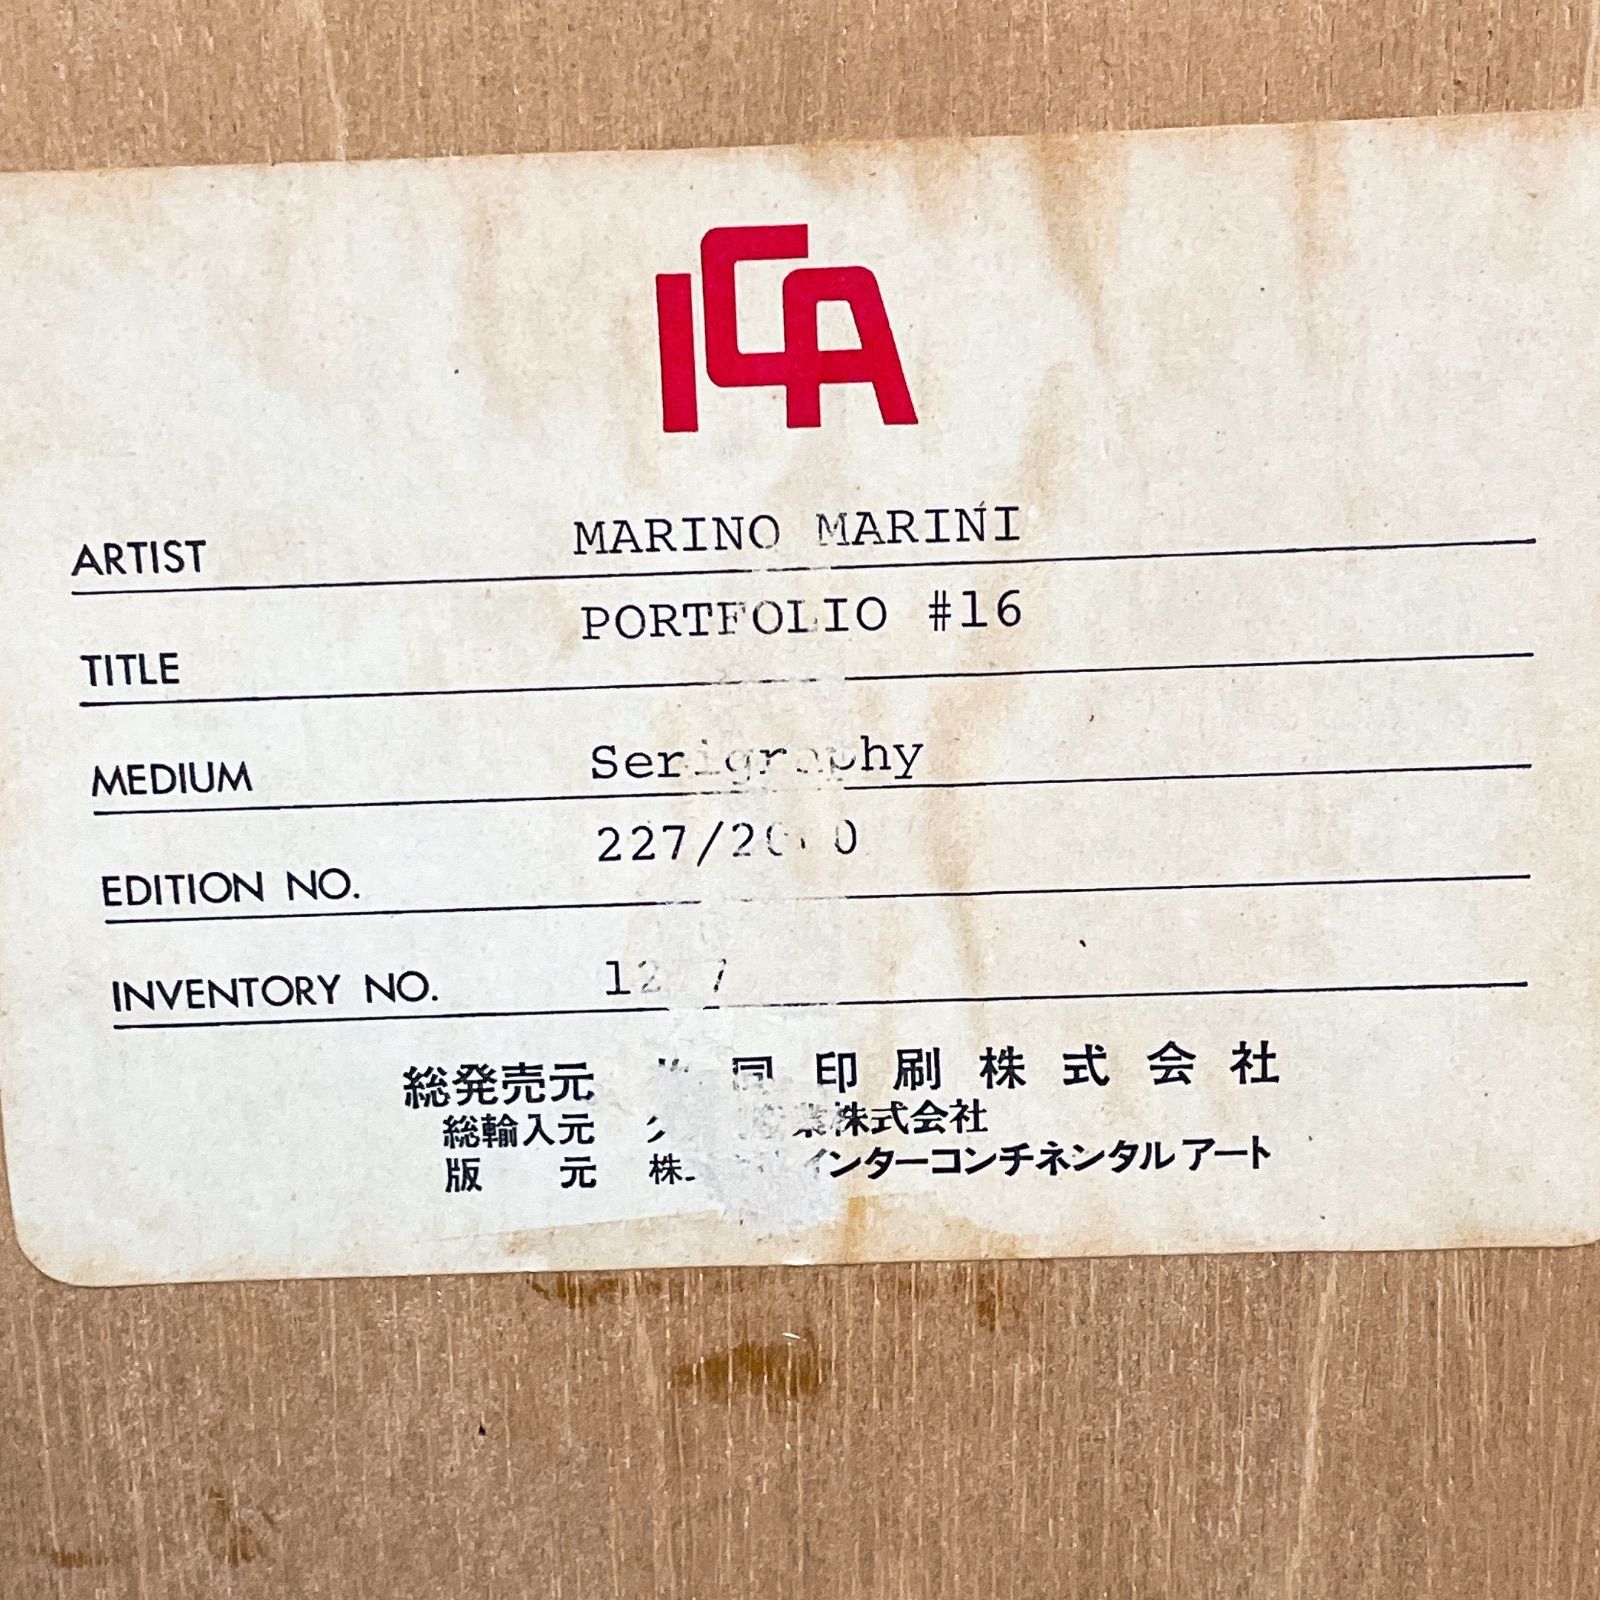 ICA
ARTIST MARINO MARINI
TITLE PORTFOLIO #16
MEDIUM Serigraphy
EDITION NO.
INVENTORY NO.
総発売元 同印刷株式会社
総輸入元 業株式会社
版元 インターコンチネンタルアート